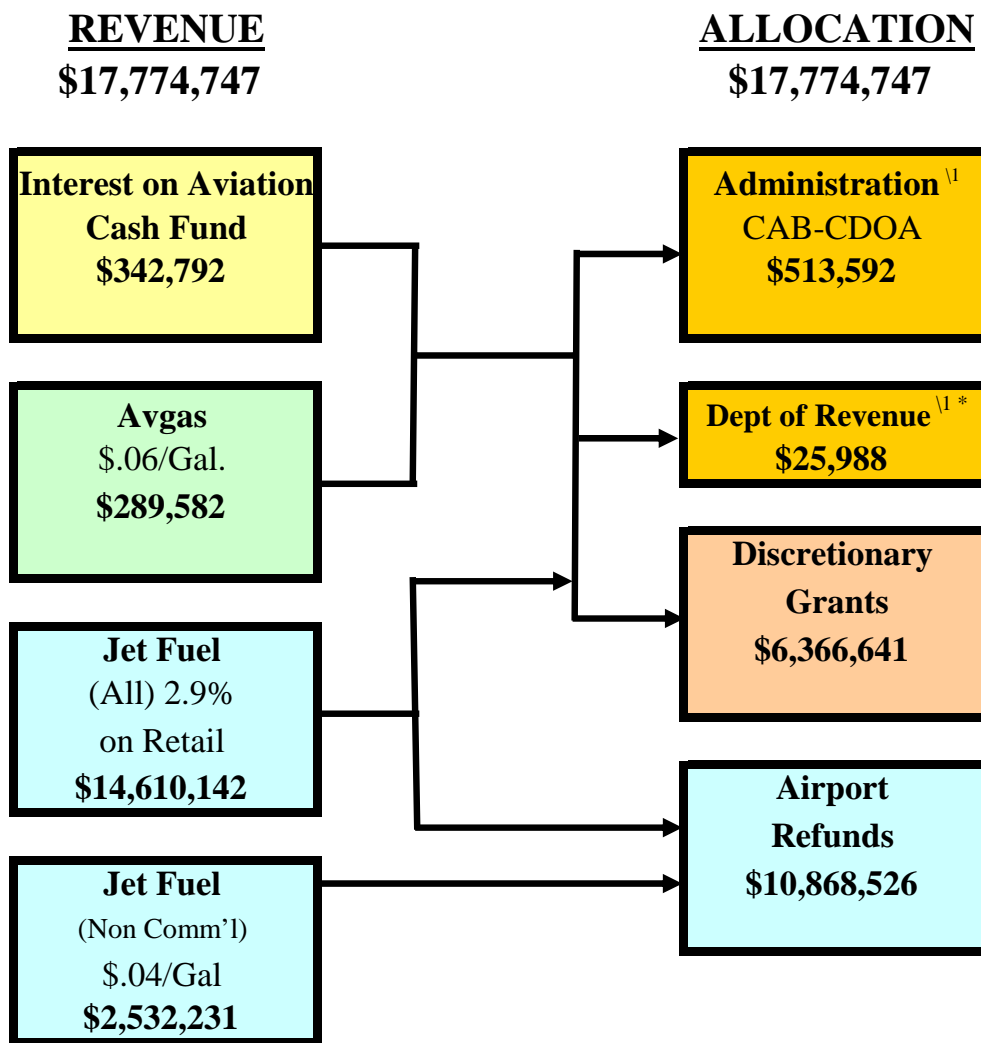 REVENUE
$17,774,747
Interest on Aviation
Cash Fund
$342,792
Avgas
$.06/Gal.
$289,582
Jet Fuel
(All) 2.9%
on Retail
$14,610,142
Jet Fuel
(Non Comm’l)
$.04/Gal
$2,532,231
ALLOCATION
$17,774,747
Administration \1
CAB-CDOA
$513,592
Dept of Revenue \1 *
$25,988
Discretionary
Grants
$6,366,641
Airport
Refunds
$10,868,526